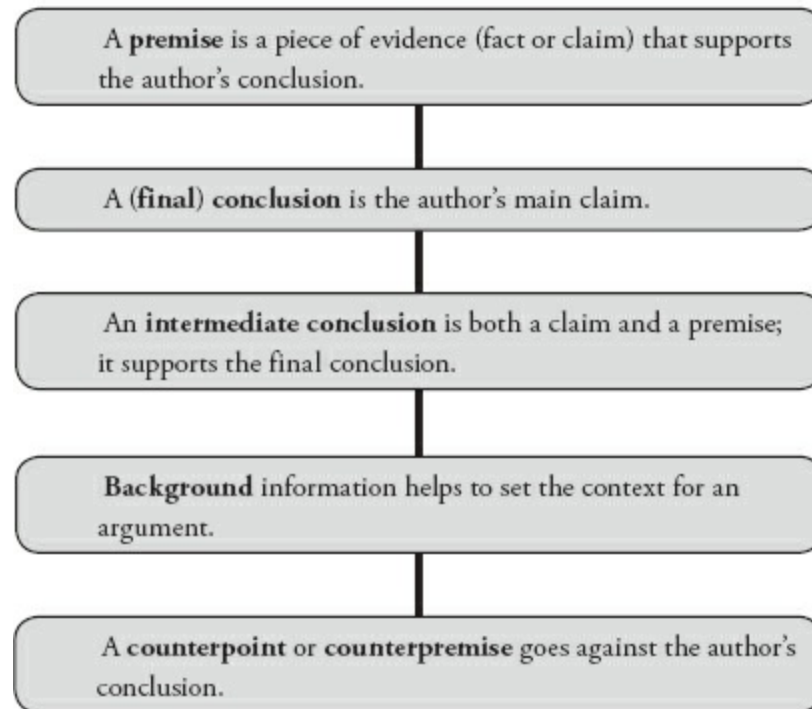 A premise is a piece of evidence (fact or claim) that supports
the author's conclusion.
A (final) conclusion is the author's main claim.
An intermediate conclusion is both a claim and a premise;
it supports the final conclusion.
Background information helps to set the context for an
argument.
A counterpoint or counterpremise goes against the author's
conclusion.